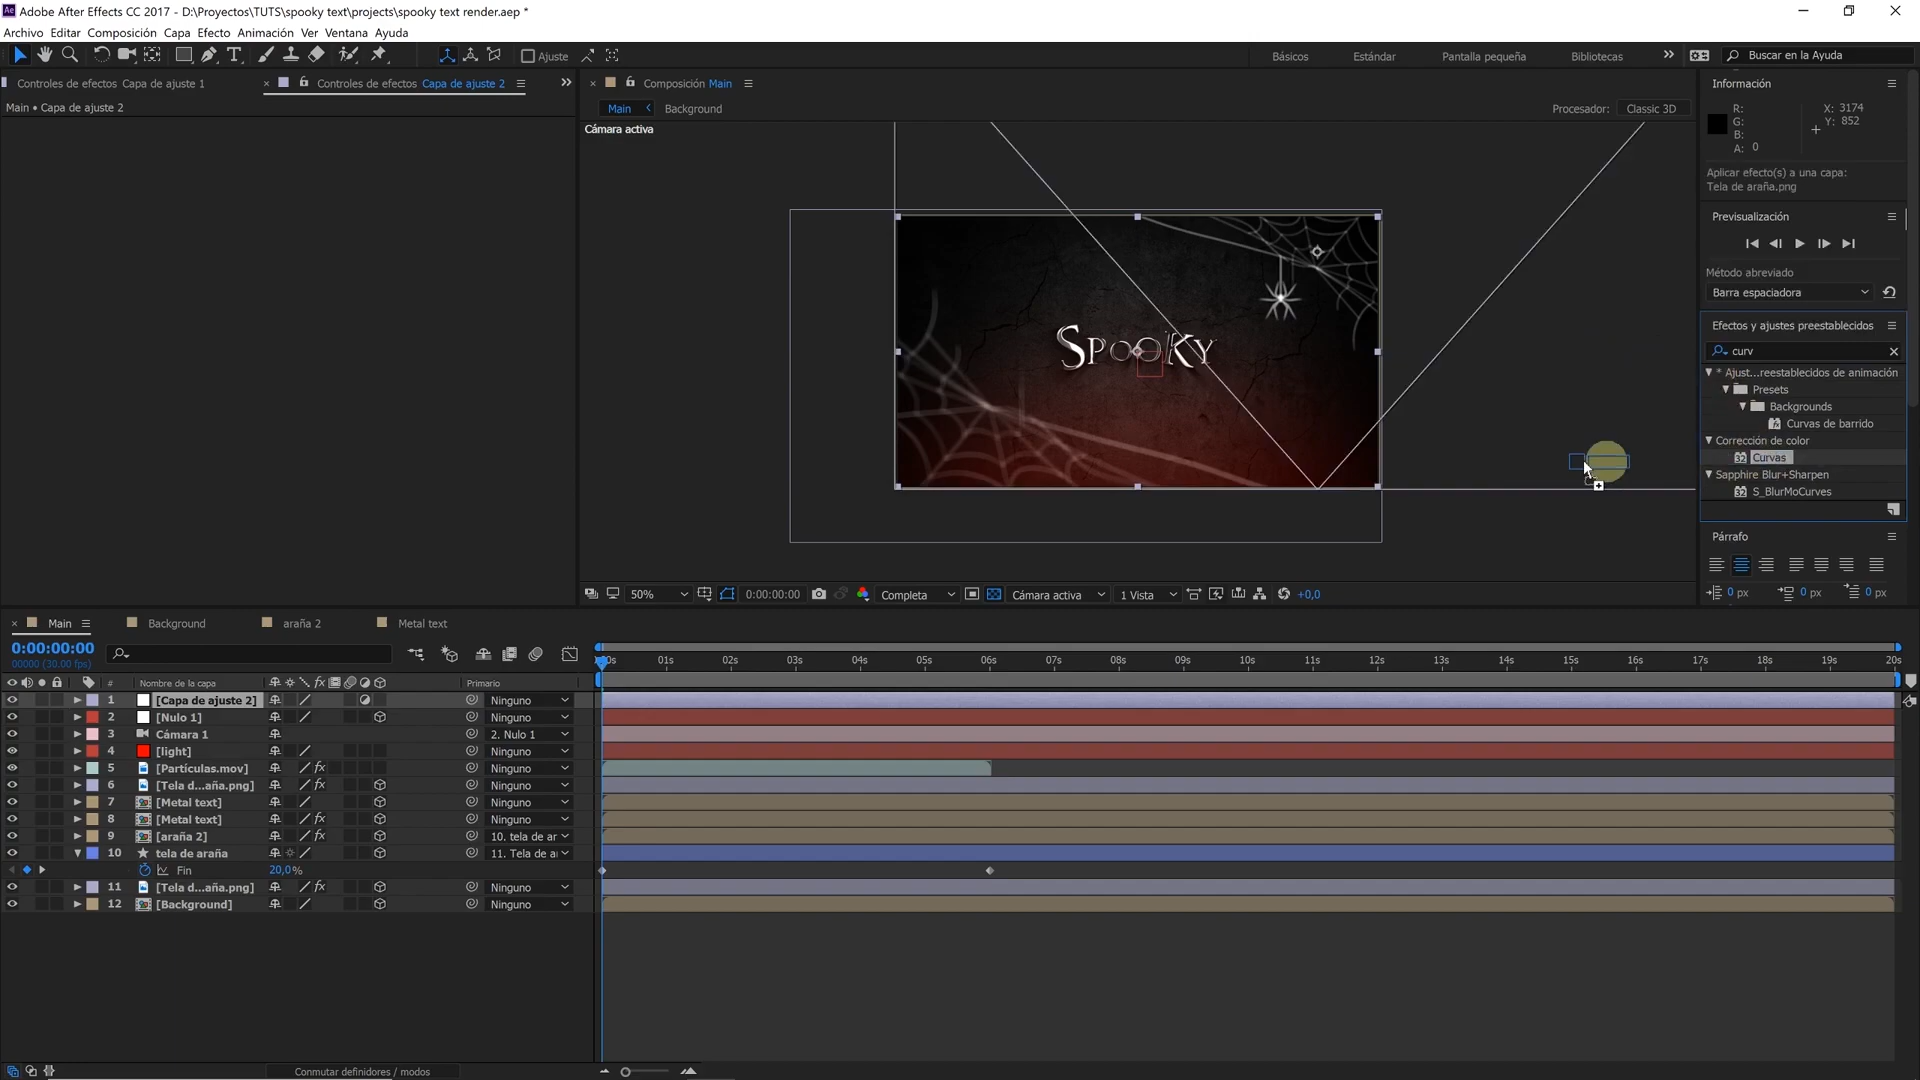 Adobe After Effects CC 2017 - D:\Proyectos\TUTS\spooky text\projects\spooky text render.aep *
Archivo Editar Composición Capa Efecto Animación Ver Ventana Ayuda
Ajuste Básicos Estándar Pantalla pequeña Bibliotecas Buscar en la Ayuda
Controles de efectos Capa de ajuste 1
Controles de efectos Capa de ajuste 2
Main • Capa de ajuste 2
Composición Main
Main Background
Procesador: Classic 3D
Cámara activa
Spooky
50% 0:00:00:00 Completa Cámara activa 1 Vista +0,0
Información
R:
G:
B:
A: 0
X: 3174
Y: 852
Aplicar efecto(s) a una capa:
Tela de araña.png
Previsualización
Método abreviado
Barra espaciadora
Efectos y ajustes preestablecidos
curv
* Ajust...reestablecidos de animación
Presets
Backgrounds
Curvas de barrido
Corrección de color
32 Curvas
Sapphire Blur+Sharpen
32 S_BlurMoCurves
Párrafo
0 px 0 px 0 px
Main Background araña 2 Metal text
0:00:00:00
00000 (30.00 fps)
00s 01s 02s 03s 04s 05s 06s 07s 08s 09s 10s 11s 12s 13s 14s 15s 16s 17s 18s 19s 20s
# Nombre de la capa fx Primario
1 [Capa de ajuste 2] Ninguno
2 [Nulo 1] Ninguno
3 Cámara 1 2. Nulo 1
4 [light] Ninguno
5 [Partículas.mov] fx Ninguno
6 [Tela d...aña.png] fx Ninguno
7 [Metal text] Ninguno
8 [Metal text] fx Ninguno
9 [araña 2] fx 10. tela de ar
10 tela de araña 11. Tela de a
Fin 20,0%
11 [Tela d...aña.png] fx Ninguno
12 [Background] Ninguno
Conmutar definidores / modos